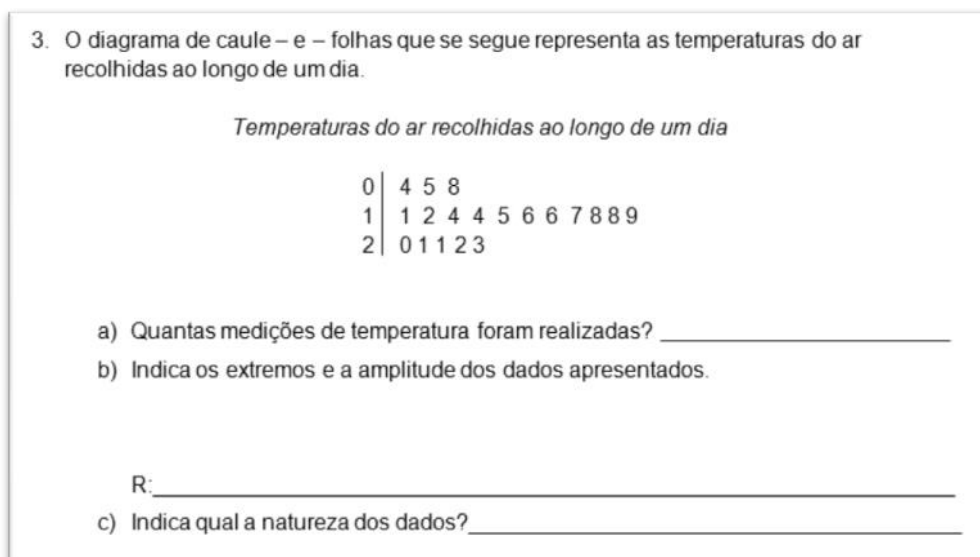 3. O diagrama de caule – e – folhas que se segue representa as temperaturas do ar
recolhidas ao longo de um dia.
Temperaturas do ar recolhidas ao longo de um dia
0| 4 5 8
1| 1 2 4 4 5 6 6 7 8 8 9
2| 0 1 1 2 3
a) Quantas medições de temperatura foram realizadas? ____________________
b) Indica os extremos e a amplitude dos dados apresentados.
R:____________________
c) Indica qual a natureza dos dados?____________________